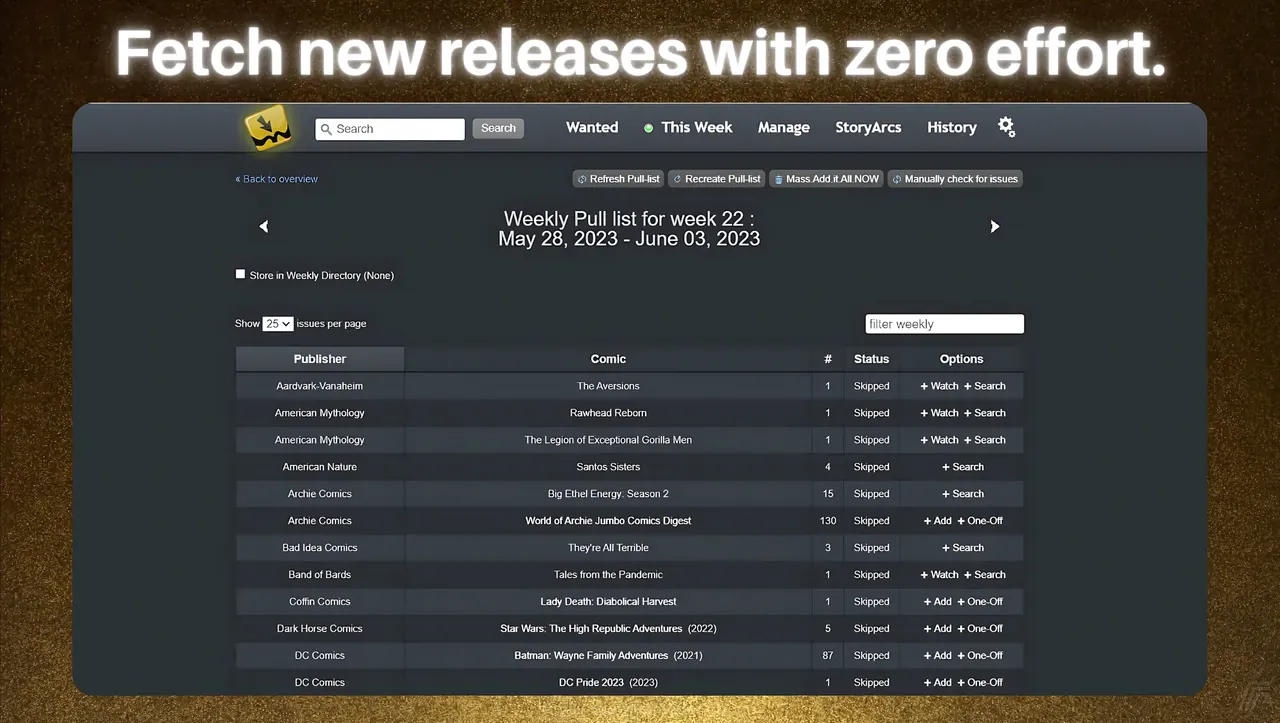 Fetch new releases with zero effort.
Search Search Wanted This Week Manage StoryArcs History
« Back to overview Refresh Pull-list Recreate Pull-list Mass Add it All NOW Manually check for issues
Weekly Pull list for week 22 :
May 28, 2023 - June 03, 2023
Store in Weekly Directory (None)
Show 25 issues per page filter weekly
Publisher Comic # Status Options
Aardvark-Vanaheim The Aversions 1 Skipped + Watch + Search
American Mythology Rawhead Reborn 1 Skipped + Watch + Search
American Mythology The Legion of Exceptional Gorilla Men 1 Skipped + Watch + Search
American Nature Santos Sisters 4 Skipped + Search
Archie Comics Big Ethel Energy: Season 2 15 Skipped + Search
Archie Comics World of Archie Jumbo Comics Digest 130 Skipped + Add + One-Off
Bad Idea Comics They're All Terrible 3 Skipped + Search
Band of Bards Tales from the Pandemic 1 Skipped + Watch + Search
Coffin Comics Lady Death: Diabolical Harvest 1 Skipped + Add + One-Off
Dark Horse Comics Star Wars: The High Republic Adventures (2022) 5 Skipped + Add + One-Off
DC Comics Batman: Wayne Family Adventures (2021) 87 Skipped + Add + One-Off
DC Comics DC Pride 2023 (2023) 1 Skipped + Add + One-Off